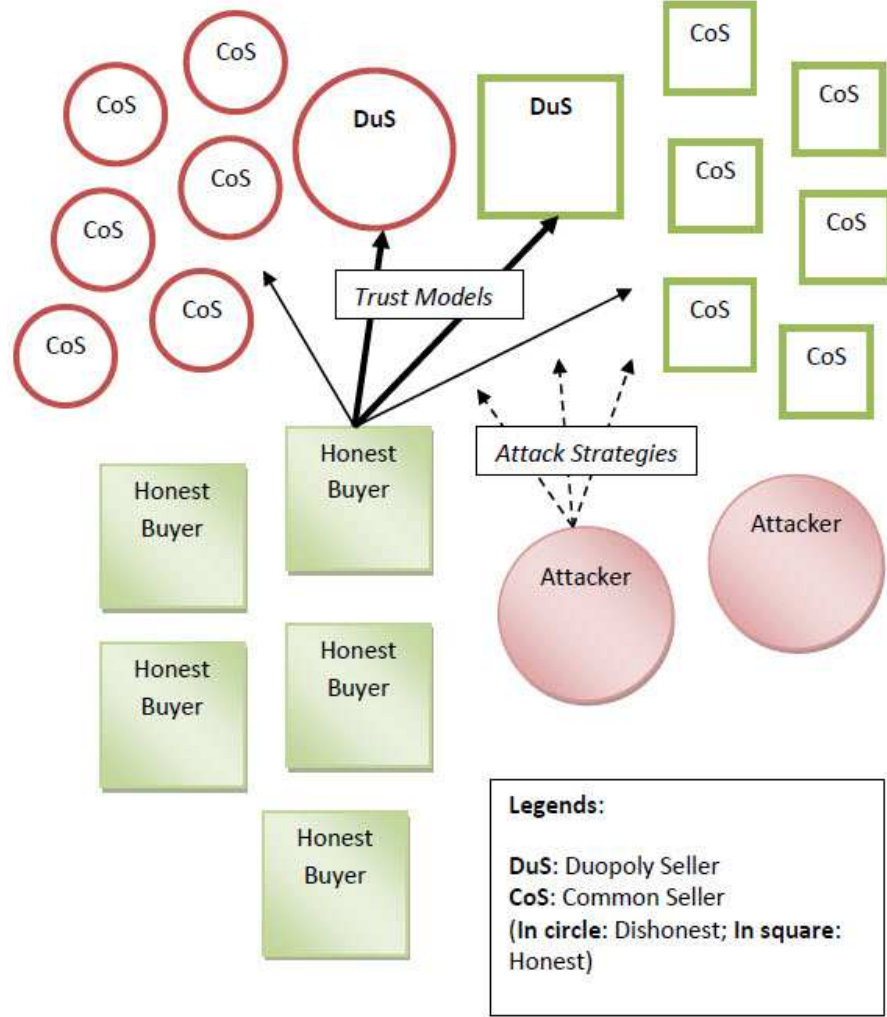 CoS
CoS
CoS
CoS
DuS
DuS
CoS
CoS
CoS
CoS
CoS
CoS
CoS
CoS
Trust Models
CoS
CoS
Honest
Buyer
Attack Strategies
Honest
Buyer
Attacker
Attacker
Honest
Buyer
Honest
Buyer
Honest
Buyer
Legends:
DuS: Duopoly Seller
CoS: Common Seller
(In circle: Dishonest; In square:
Honest)